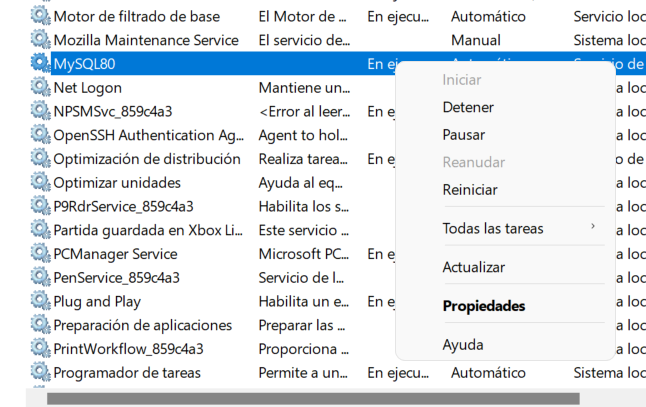 Motor de filtrado de base El Motor de ... En ejecu... Automático Servicio loc
Mozilla Maintenance Service El servicio de... Manual Sistema loc
MySQL80 En eje Automático Servicio de
Net Logon Mantiene un... a loc
NPSMSvc_859c4a3 <Error al leer... En ej a loc
OpenSSH Authentication Ag... Agent to hol... a loc
Optimización de distribución Realiza tarea... En ej o de
Optimizar unidades Ayuda al eq... a loc
P9RdrService_859c4a3 Habilita los s... a loc
Partida guardada en Xbox Li... Este servicio ... a loc
PCManager Service Microsoft PC... En ej a loc
PenService_859c4a3 Servicio de l... a loc
Plug and Play Habilita un e... En ej a loc
Preparación de aplicaciones Preparar las ... a loc
PrintWorkflow_859c4a3 Proporciona ... a loc
Programador de tareas Permite a un... En ejecu... Automático Sistema loc
Iniciar
Detener
Pausar
Reanudar
Reiniciar
Todas las tareas
Actualizar
Propiedades
Ayuda